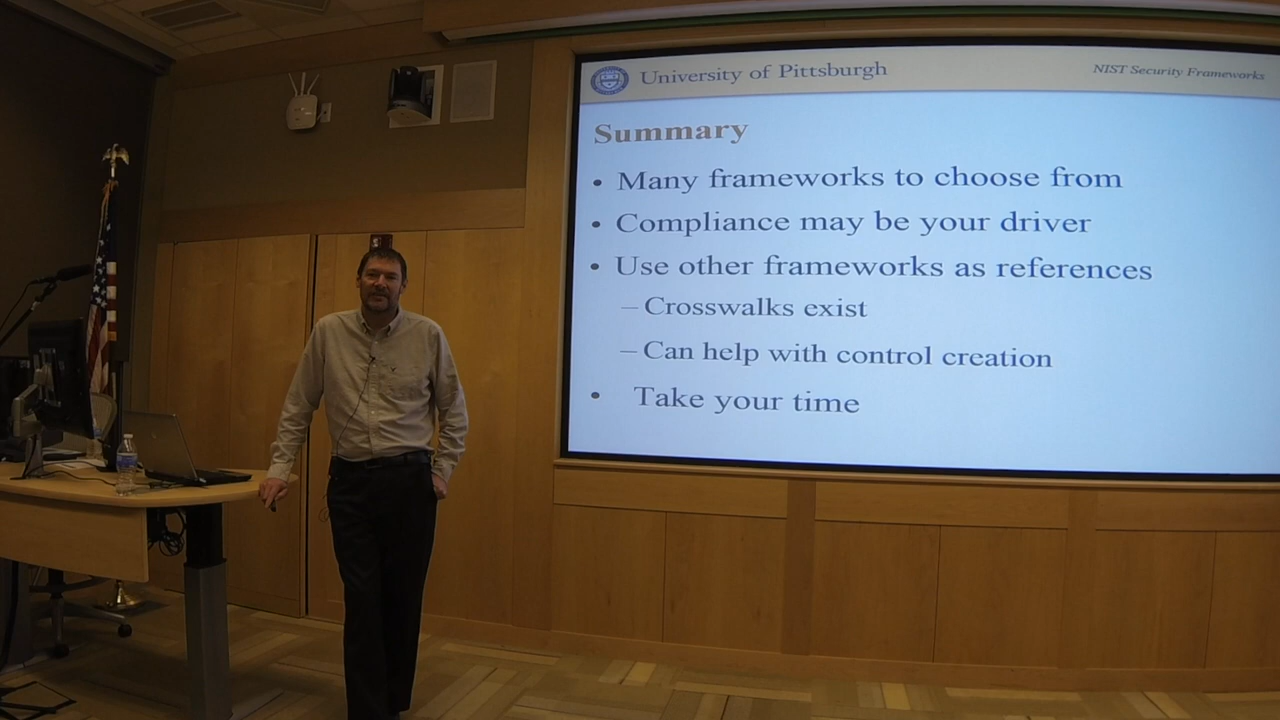 University of Pittsburgh
NIST Security Frameworks
Summary
• Many frameworks to choose from
• Compliance may be your driver
• Use other frameworks as references
– Crosswalks exist
– Can help with control creation
• Take your time